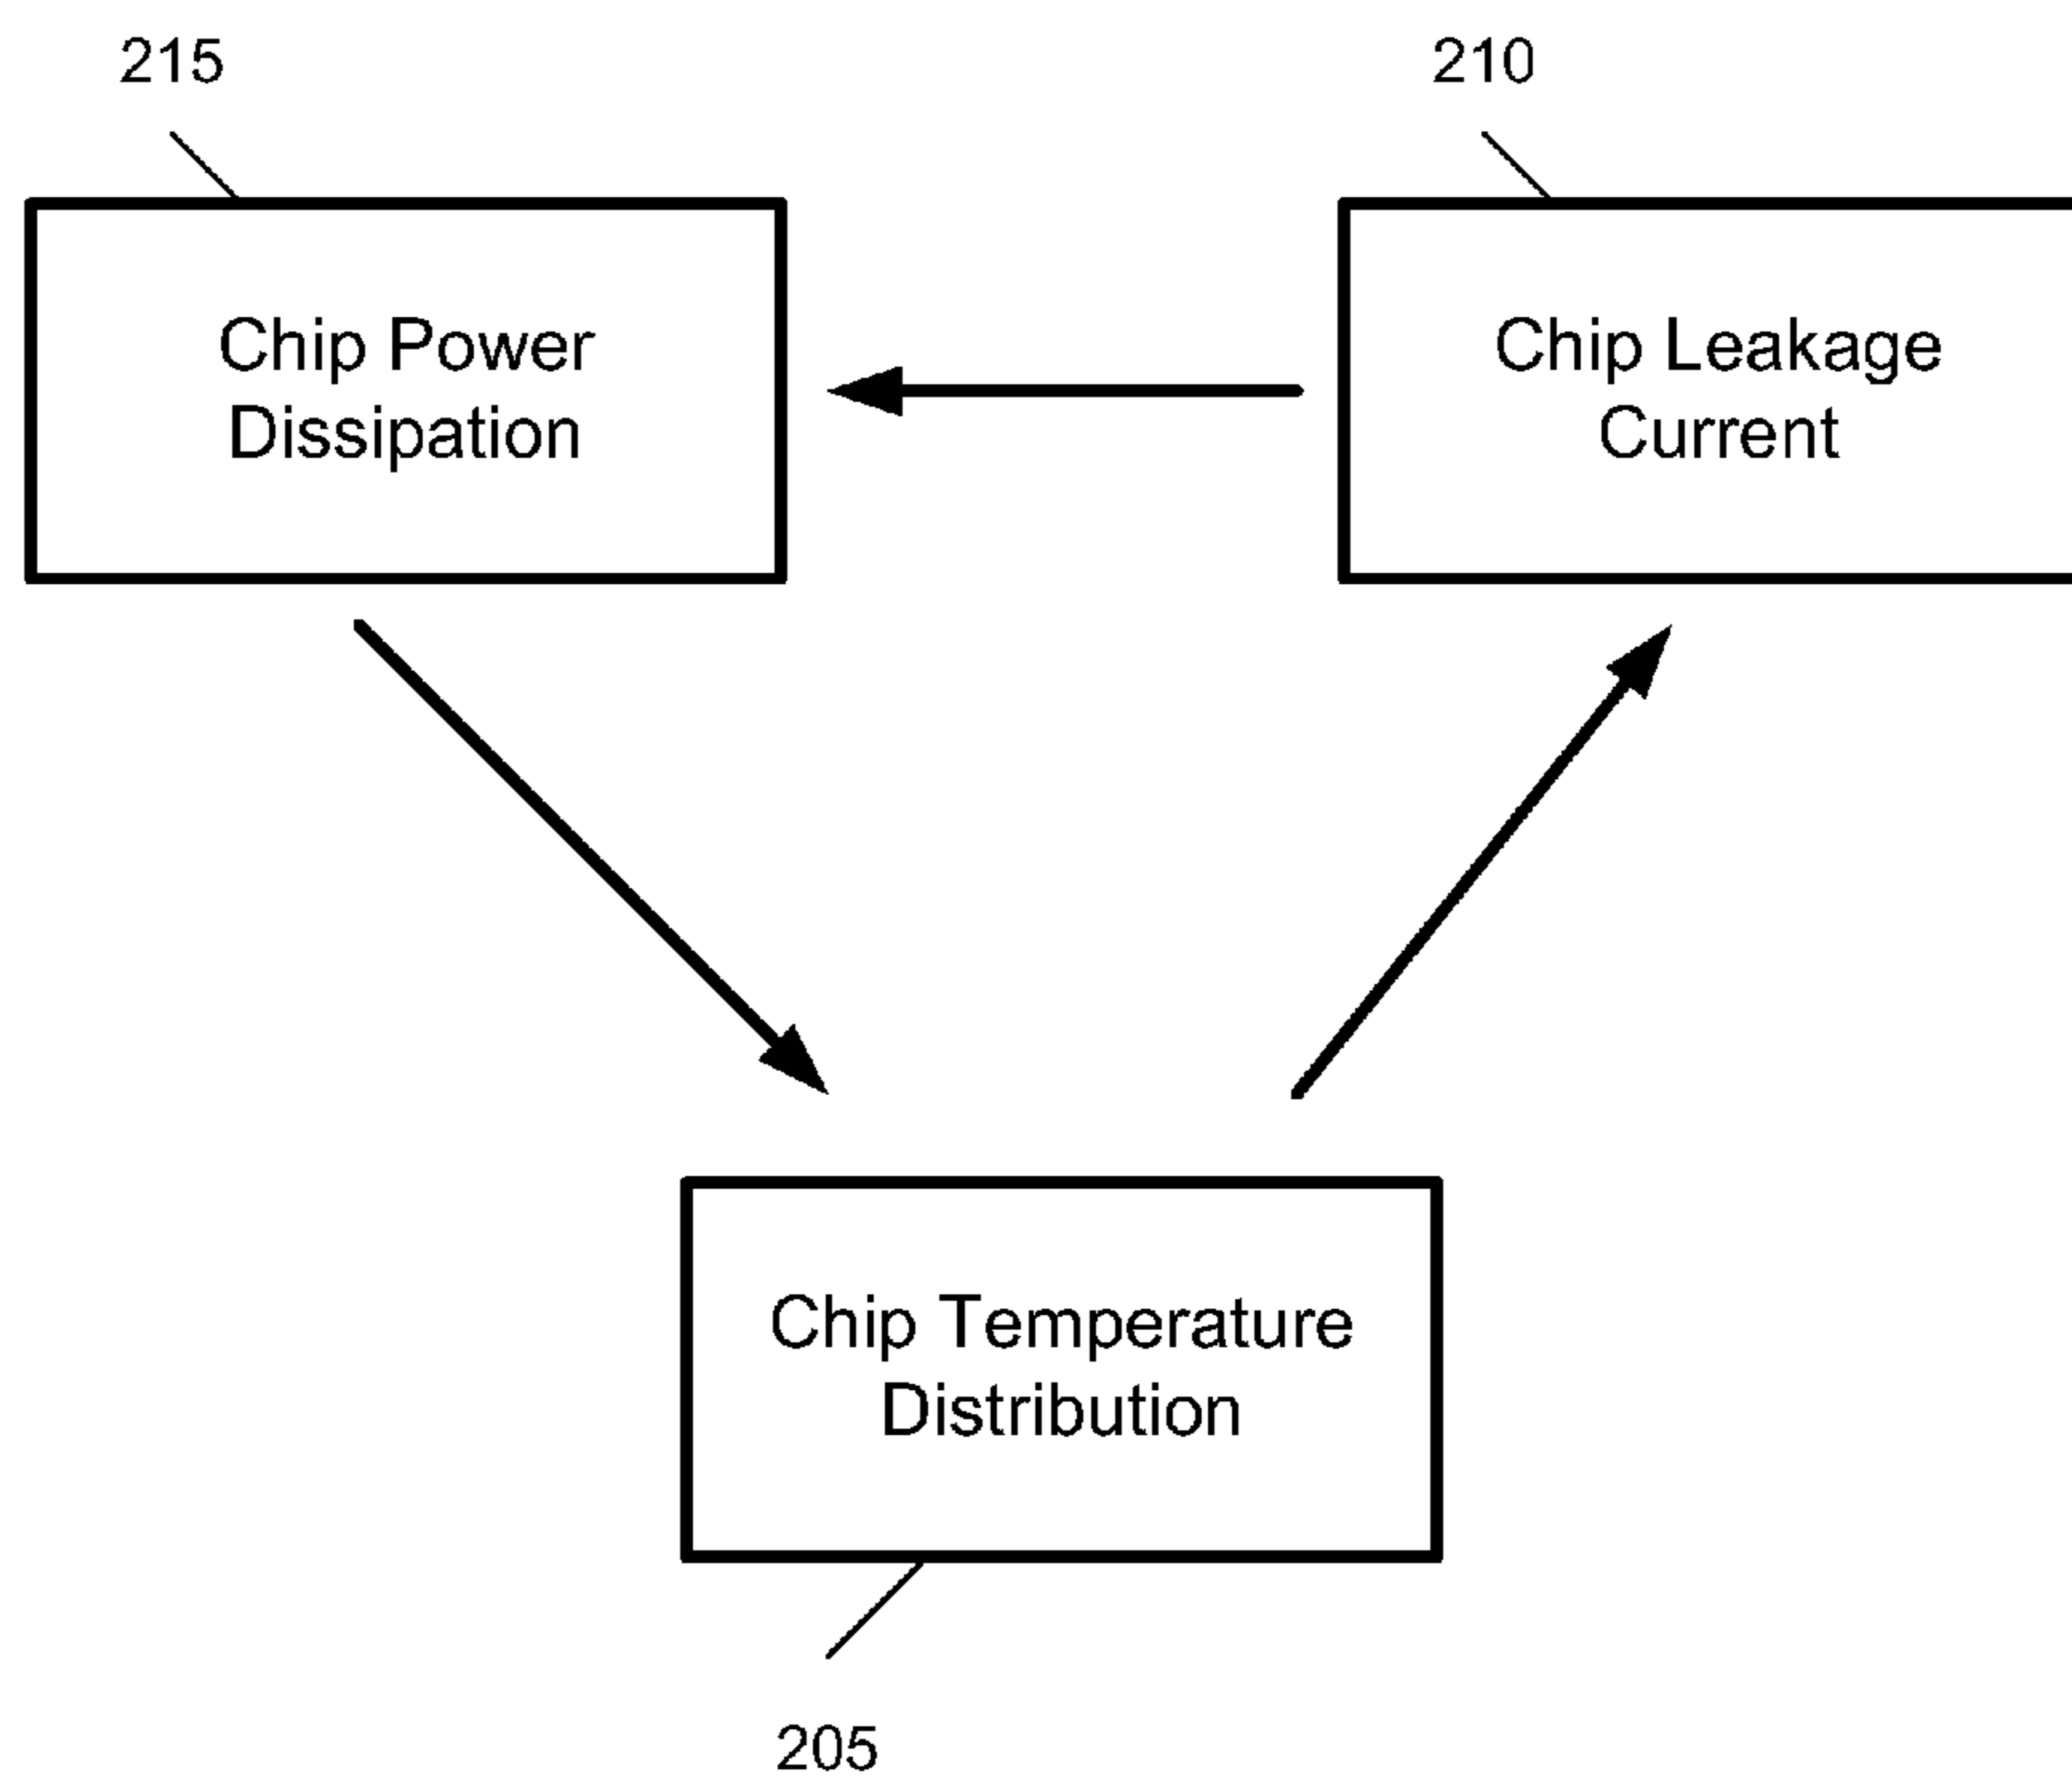 215
210
Chip Power
Dissipation
Chip Leakage
Current
Chip Temperature
Distribution
205